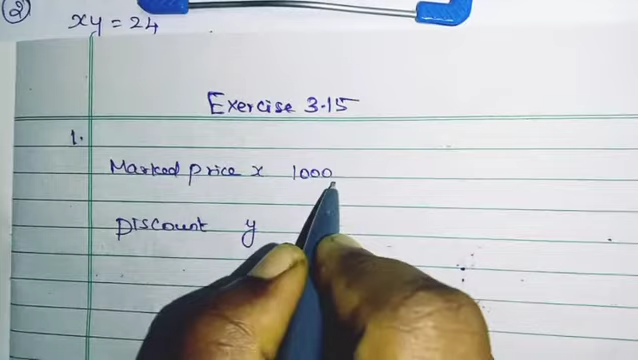 ②
xy = 24
Exercise 3.15
1.
Marked price x 1000
Discount y